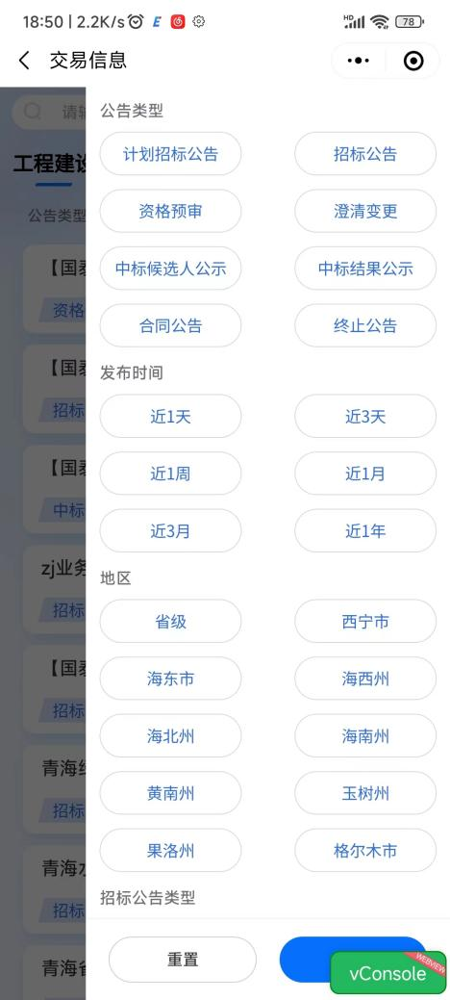 18:50 | 2.2K/s
HD 78
交易信息
公告类型
请输
计划招标公告 招标公告
工程建设
资格预审 澄清变更
公告类型
【国泰
中标候选人公示 中标结果公示
资格
合同公告 终止公告
【国泰
发布时间
招标
近1天 近3天
【国泰
近1周 近1月
中标
近3月 近1年
zj业务
地区
招标
省级 西宁市
【国泰
海东市 海西州
招标
海北州 海南州
青海
黄南州 玉树州
招标
果洛州 格尔木市
青海水
招标公告类型
招标
重置
青海省
WEBVIEW
vConsole